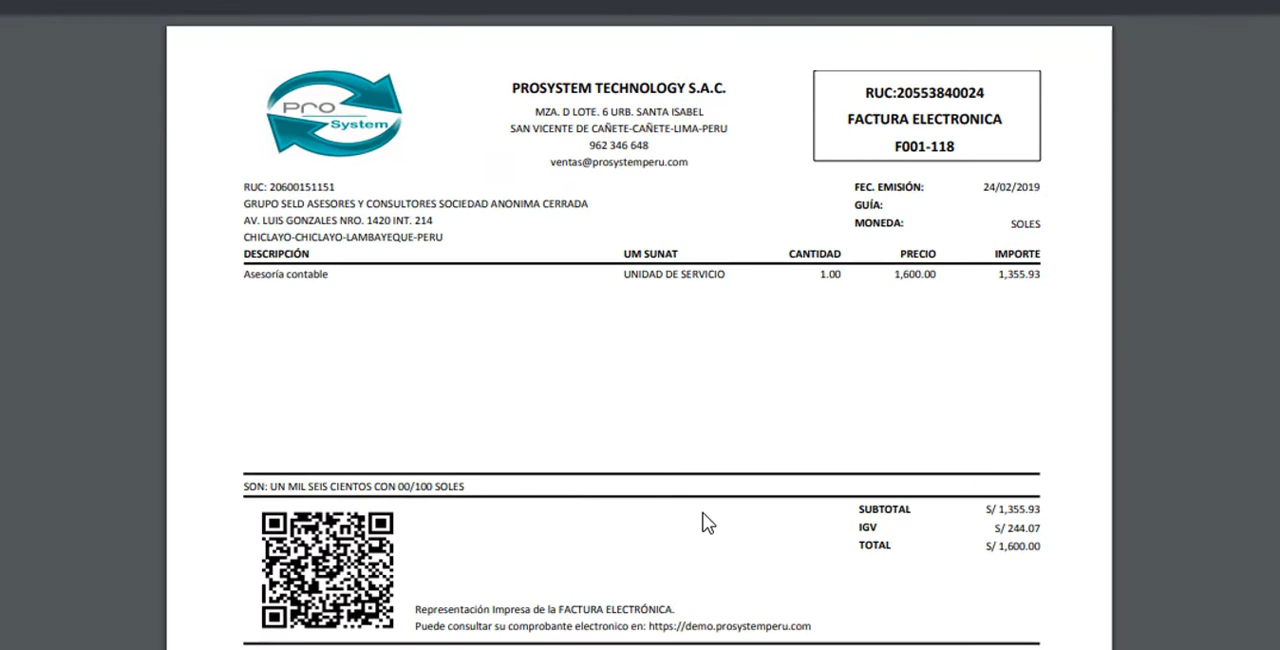 Pro
System
PROSYSTEM TECHNOLOGY S.A.C.
MZA. D LOTE. 6 URB. SANTA ISABEL
SAN VICENTE DE CAÑETE-CAÑETE-LIMA-PERU
962 346 648
ventas@prosystemperu.com
RUC:20553840024
FACTURA ELECTRONICA
F001-118
RUC: 20600151151
GRUPO SELD ASESORES Y CONSULTORES SOCIEDAD ANONIMA CERRADA
AV. LUIS GONZALES NRO. 1420 INT. 214
CHICLAYO-CHICLAYO-LAMBAYEQUE-PERU
FEC. EMISIÓN: 24/02/2019
GUÍA:
MONEDA: SOLES
DESCRIPCIÓN UM SUNAT CANTIDAD PRECIO IMPORTE
Asesoría contable UNIDAD DE SERVICIO 1.00 1,600.00 1,355.93
SON: UN MIL SEIS CIENTOS CON 00/100 SOLES
SUBTOTAL S/ 1,355.93
IGV S/ 244.07
TOTAL S/ 1,600.00
Representación Impresa de la FACTURA ELECTRÓNICA.
Puede consultar su comprobante electronico en: https://demo.prosystemperu.com